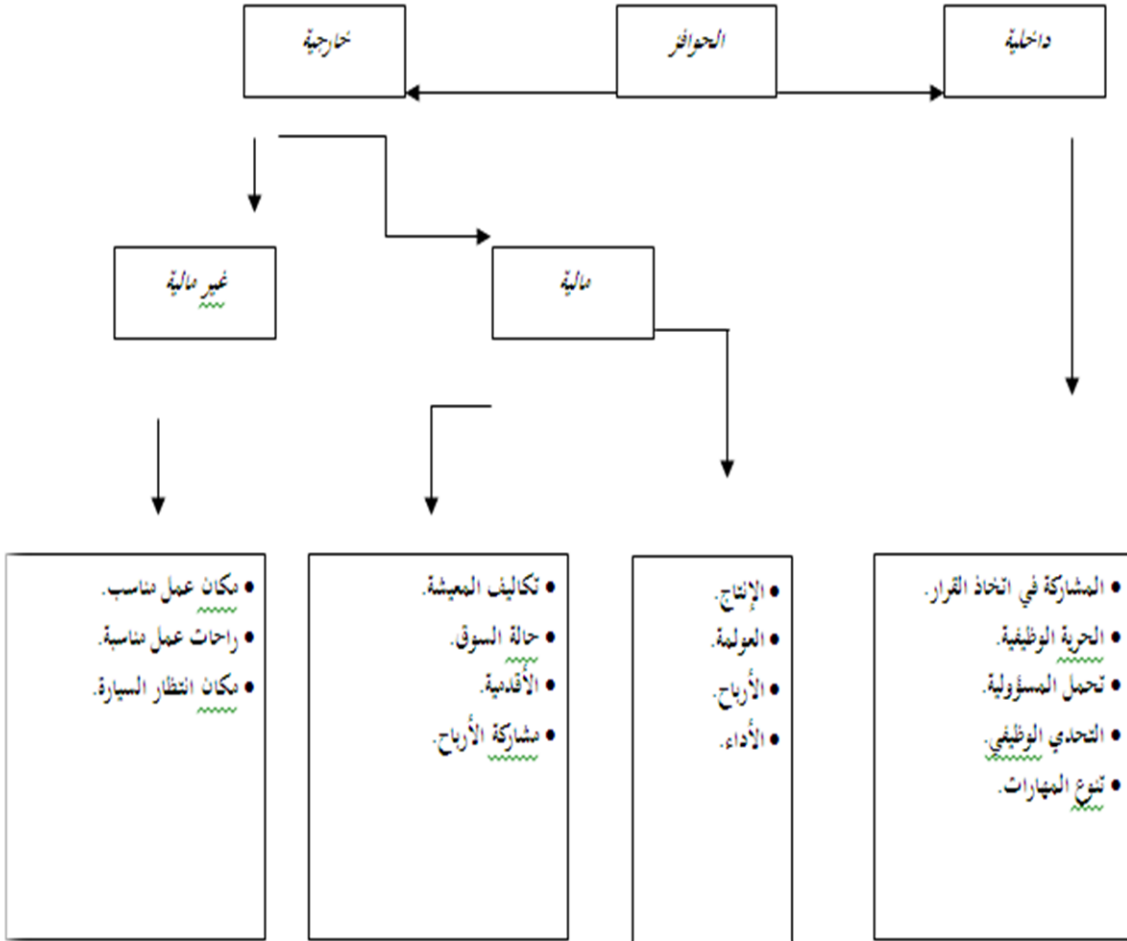 داخلية
الحوافز
خارجية
مالية
غير مالية
• المشاركة في اتخاذ القرار.
• الحرية الوظيفية.
• تحمل المسؤولية.
• التحدي الوظيفي.
• تنوع المهارات.
• الإنتاج.
• العولمة.
• الأرباح.
• الأداء.
• تكاليف المعيشة.
• حالة السوق.
• الأقدمية.
• مشاركة الأرباح.
• مكان عمل مناسب.
• راحات عمل مناسبة.
• مكان انتظار السيارة.